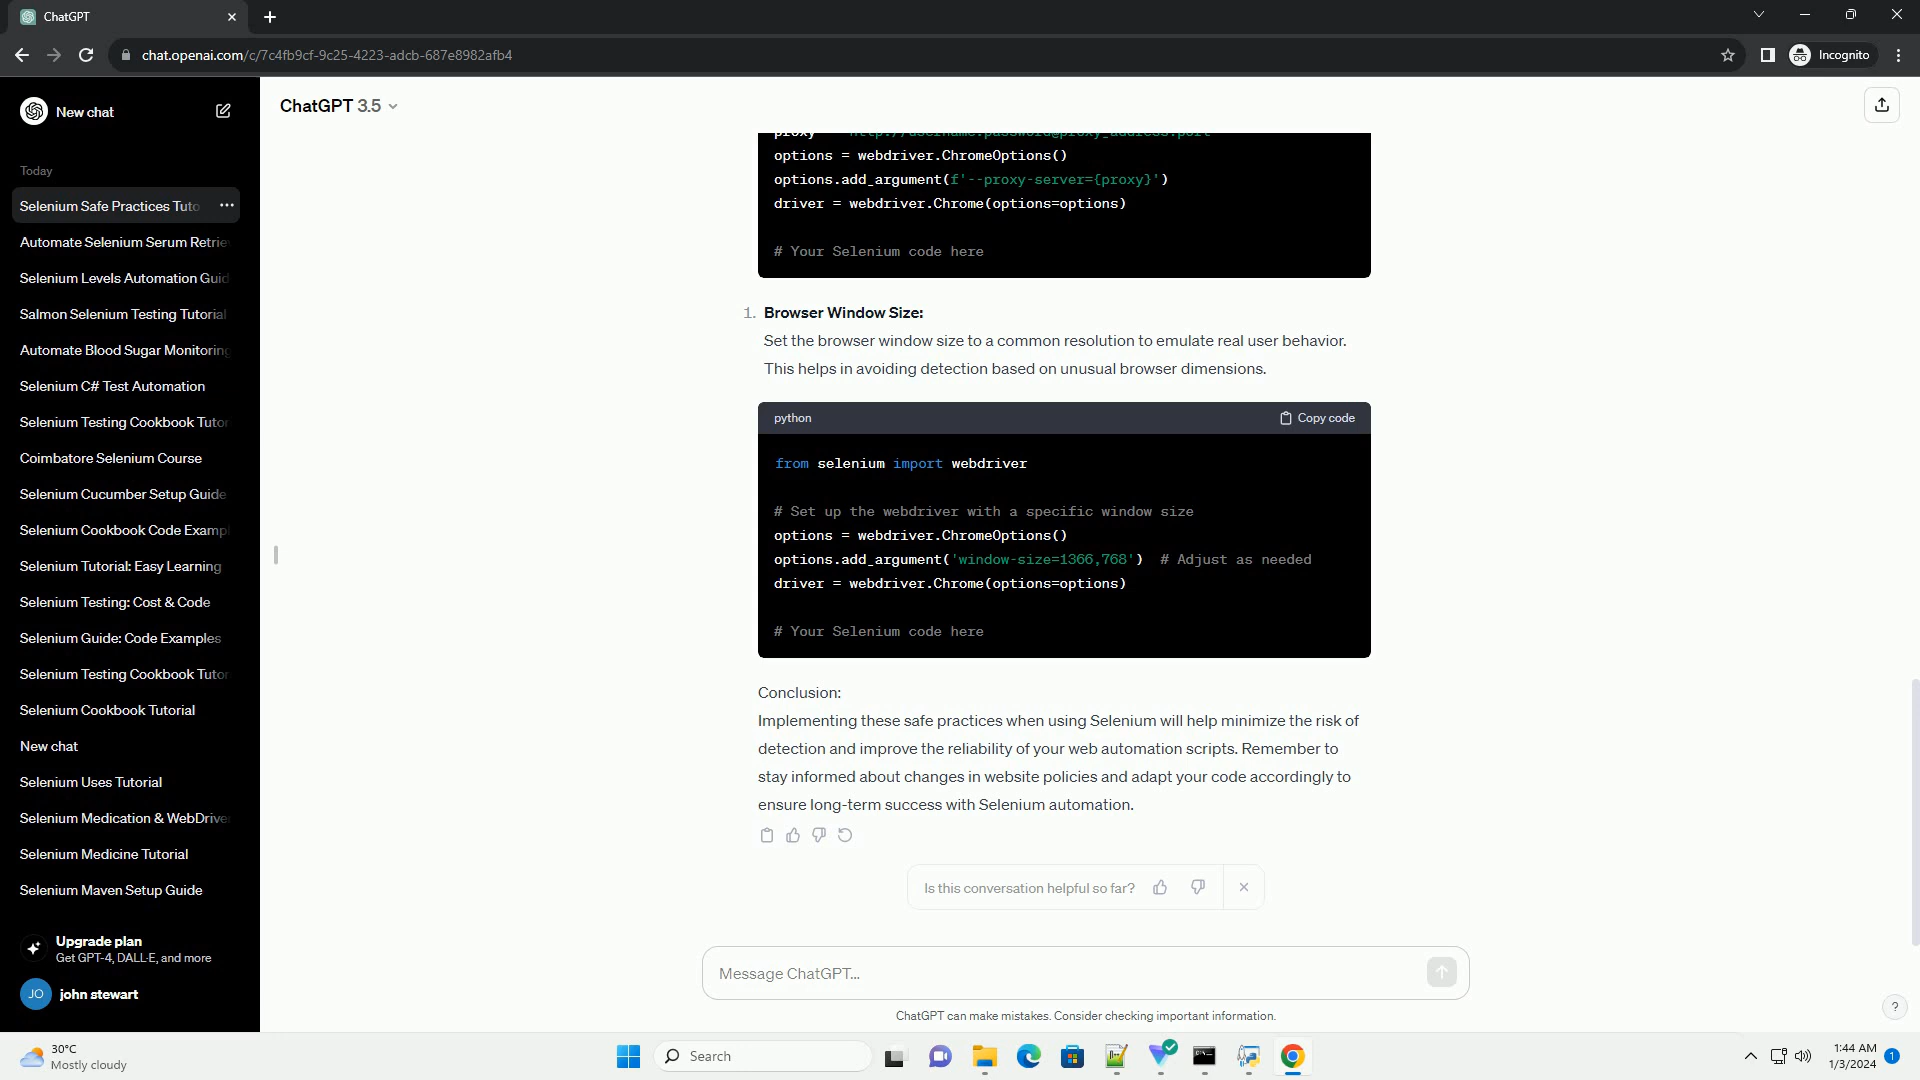 ChatGPT
chat.openai.com/c/7c4fb9cf-9c25-4223-adcb-687e8982afb4
Incognito
New chat
ChatGPT 3.5
Today
Selenium Safe Practices Tuto
Automate Selenium Serum Retrie
Selenium Levels Automation Guid
Salmon Selenium Testing Tutorial
Automate Blood Sugar Monitoring
Selenium C# Test Automation
Selenium Testing Cookbook Tutor
Coimbatore Selenium Course
Selenium Cucumber Setup Guide
Selenium Cookbook Code Exampl
Selenium Tutorial: Easy Learning
Selenium Testing: Cost & Code
Selenium Guide: Code Examples
Selenium Testing Cookbook Tutor
Selenium Cookbook Tutorial
New chat
Selenium Uses Tutorial
Selenium Medication & WebDrive
Selenium Medicine Tutorial
Selenium Maven Setup Guide
Upgrade plan
Get GPT-4, DALL·E, and more
JO john stewart
proxy = 'http://username:password@proxy_address:port'
options = webdriver.ChromeOptions()
options.add_argument(f'--proxy-server={proxy}')
driver = webdriver.Chrome(options=options)
# Your Selenium code here
1. Browser Window Size:
Set the browser window size to a common resolution to emulate real user behavior.
This helps in avoiding detection based on unusual browser dimensions.
python Copy code
from selenium import webdriver
# Set up the webdriver with a specific window size
options = webdriver.ChromeOptions()
options.add_argument('window-size=1366,768') # Adjust as needed
driver = webdriver.Chrome(options=options)
# Your Selenium code here
Conclusion:
Implementing these safe practices when using Selenium will help minimize the risk of
detection and improve the reliability of your web automation scripts. Remember to
stay informed about changes in website policies and adapt your code accordingly to
ensure long-term success with Selenium automation.
Is this conversation helpful so far?
Message ChatGPT...
ChatGPT can make mistakes. Consider checking important information.
?
30°C
Mostly cloudy
Search
1:44 AM
1/3/2024
1